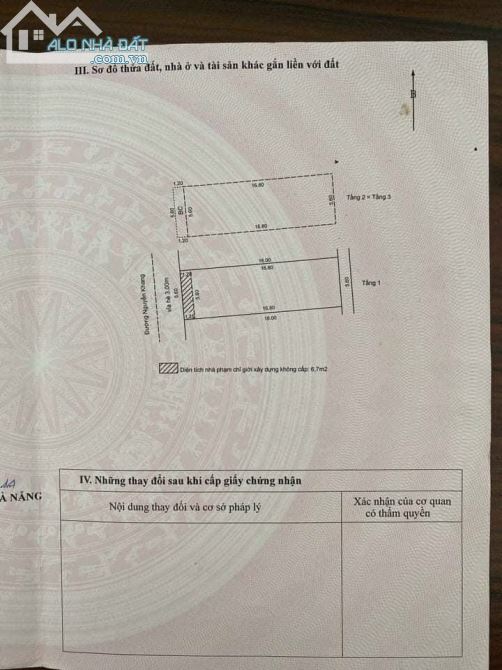 ALO NHÀ ĐẤT
.com.vn
III. Sơ đồ thửa đất, nhà ở và tài sản khác gắn liền với đất
B
1.20
16.80
5.60
BC
5.60
5.60
Tầng 2 = Tầng 3
16.80
1.20
Đường Nguyễn Khang
vỉa hè 3.00m
18.00
16.80
1.20
5.60
5.60
5.60
Tầng 1
16.80
1.20
18.00
Diện tích nhà phạm chỉ giới xây dựng không cấp: 6,7m2
À NẴNG
IV. Những thay đổi sau khi cấp giấy chứng nhận
Nội dung thay đổi và cơ sở pháp lý
Xác nhận của cơ quan
có thẩm quyền